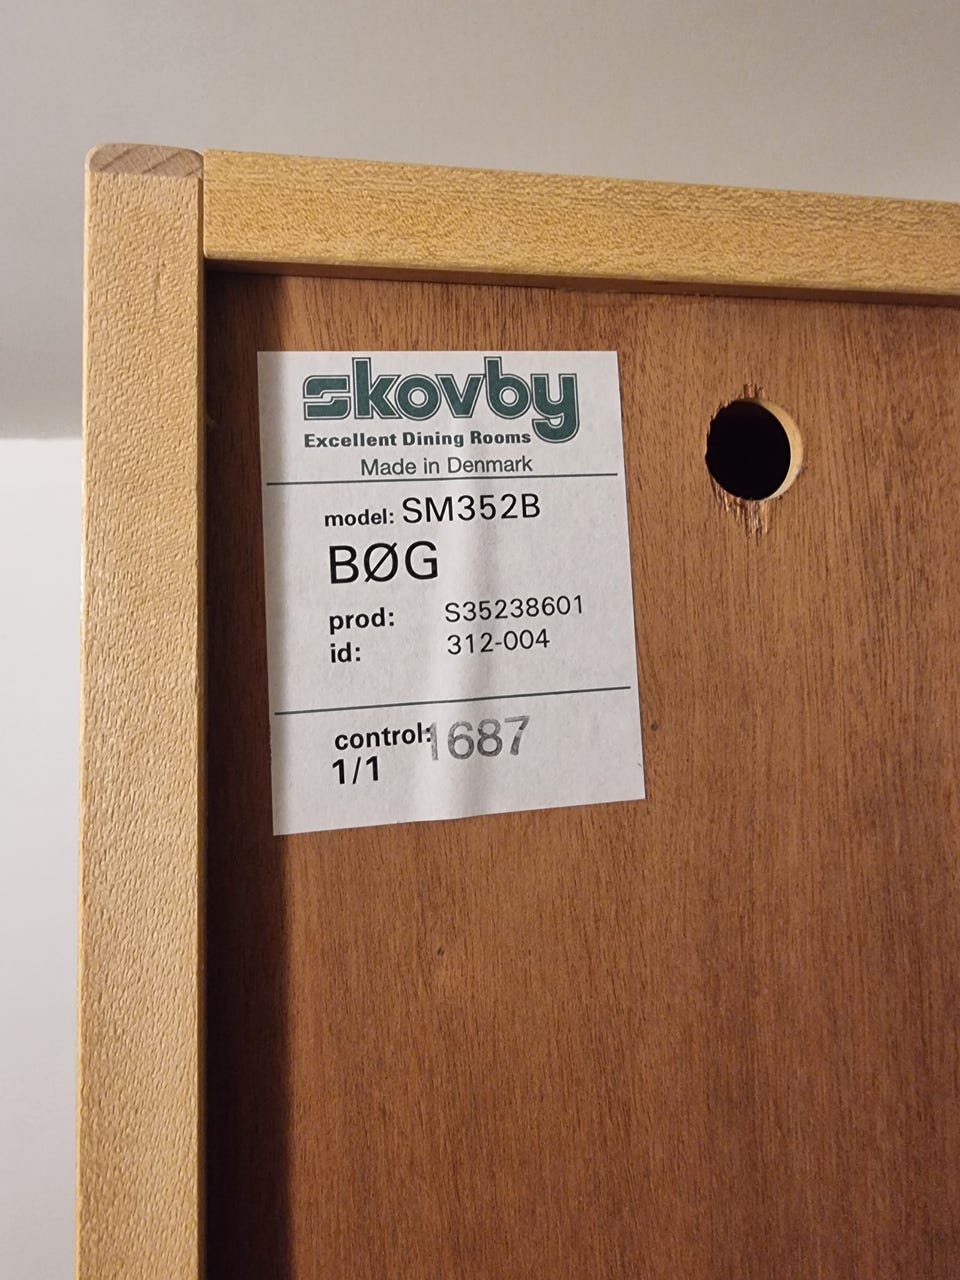 skovby
Excellent Dining Rooms
Made in Denmark
model: SM352B
BØG
prod: S35238601
id: 312-004
control: 1687
1/1